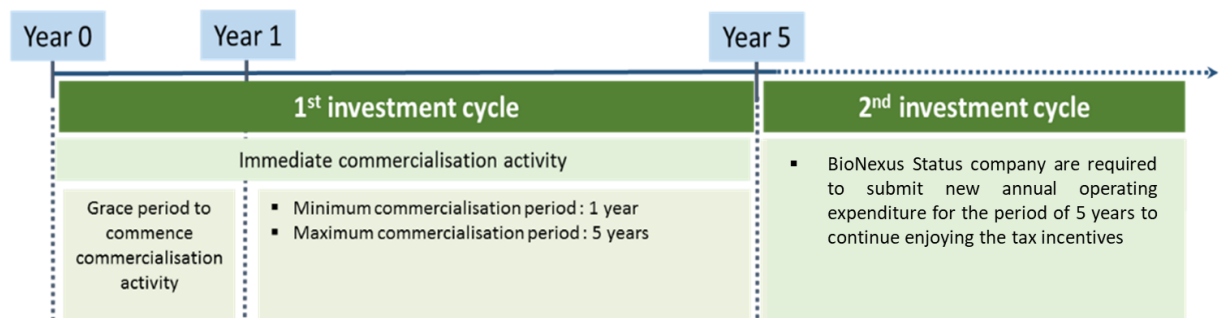 Year 0
Year 1
Year 5
1st investment cycle
2nd investment cycle
Immediate commercialisation activity
Grace period to
commence
commercialisation
activity
▪ Minimum commercialisation period : 1 year
▪ Maximum commercialisation period : 5 years
▪ BioNexus Status company are required
to submit new annual operating
expenditure for the period of 5 years to
continue enjoying the tax incentives